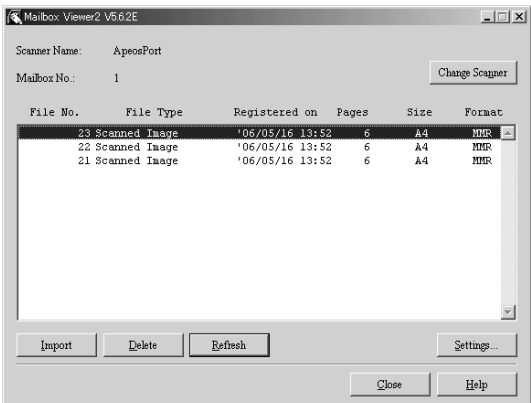 Mailbox Viewer2 V5.6.2E
Scanner Name: ApeosPort
Mailbox No.: 1
Change Scanner
File No. File Type Registered on Pages Size Format
23 Scanned Image '06/05/16 13:52 6 A4 MMR
22 Scanned Image '06/05/16 13:52 6 A4 MMR
21 Scanned Image '06/05/16 13:52 6 A4 MMR
Import Delete Refresh Settings...
Close Help